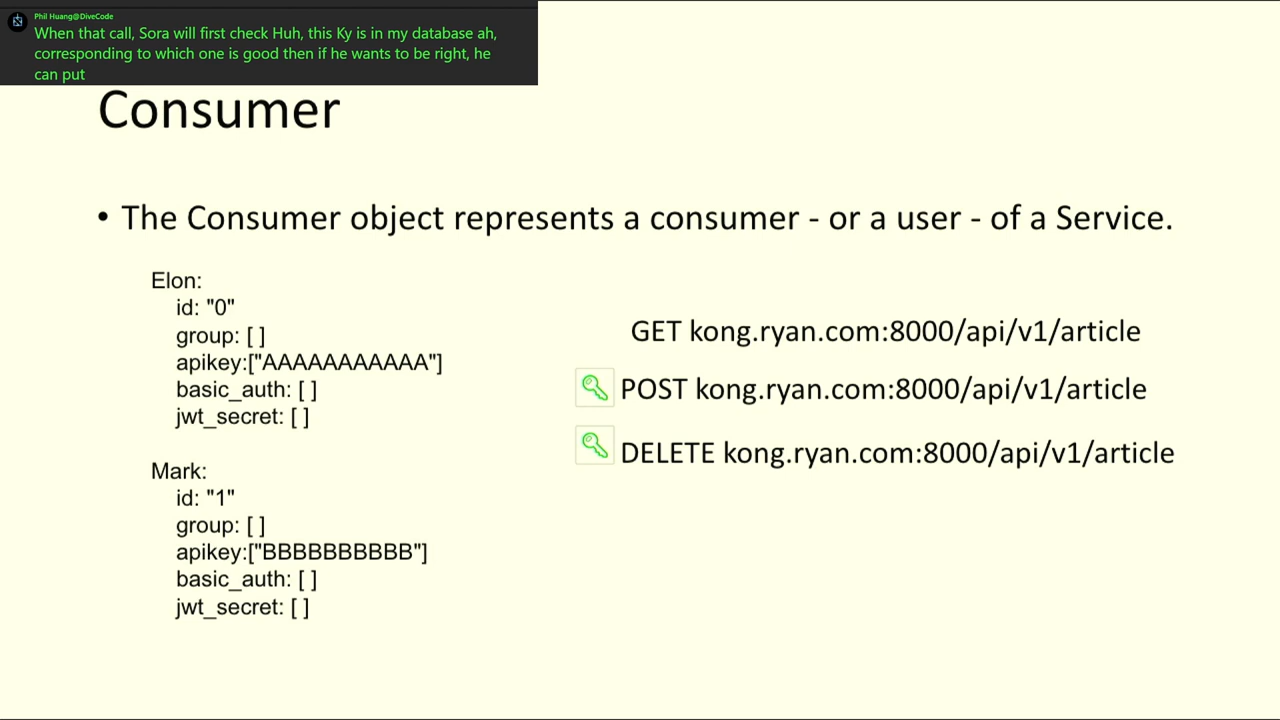 Phil Huang@DiveCode
When that call, Sora will first check Huh, this Ky is in my database ah,
corresponding to which one is good then if he wants to be right, he
can put
Consumer
• The Consumer object represents a consumer - or a user - of a Service.
Elon:
id: "0"
group: [ ]
apikey:["AAAAAAAAAAA"]
basic_auth: [ ]
jwt_secret: [ ]
Mark:
id: "1"
group: [ ]
apikey:["BBBBBBBBBB"]
basic_auth: [ ]
jwt_secret: [ ]
GET kong.ryan.com:8000/api/v1/article
POST kong.ryan.com:8000/api/v1/article
DELETE kong.ryan.com:8000/api/v1/article